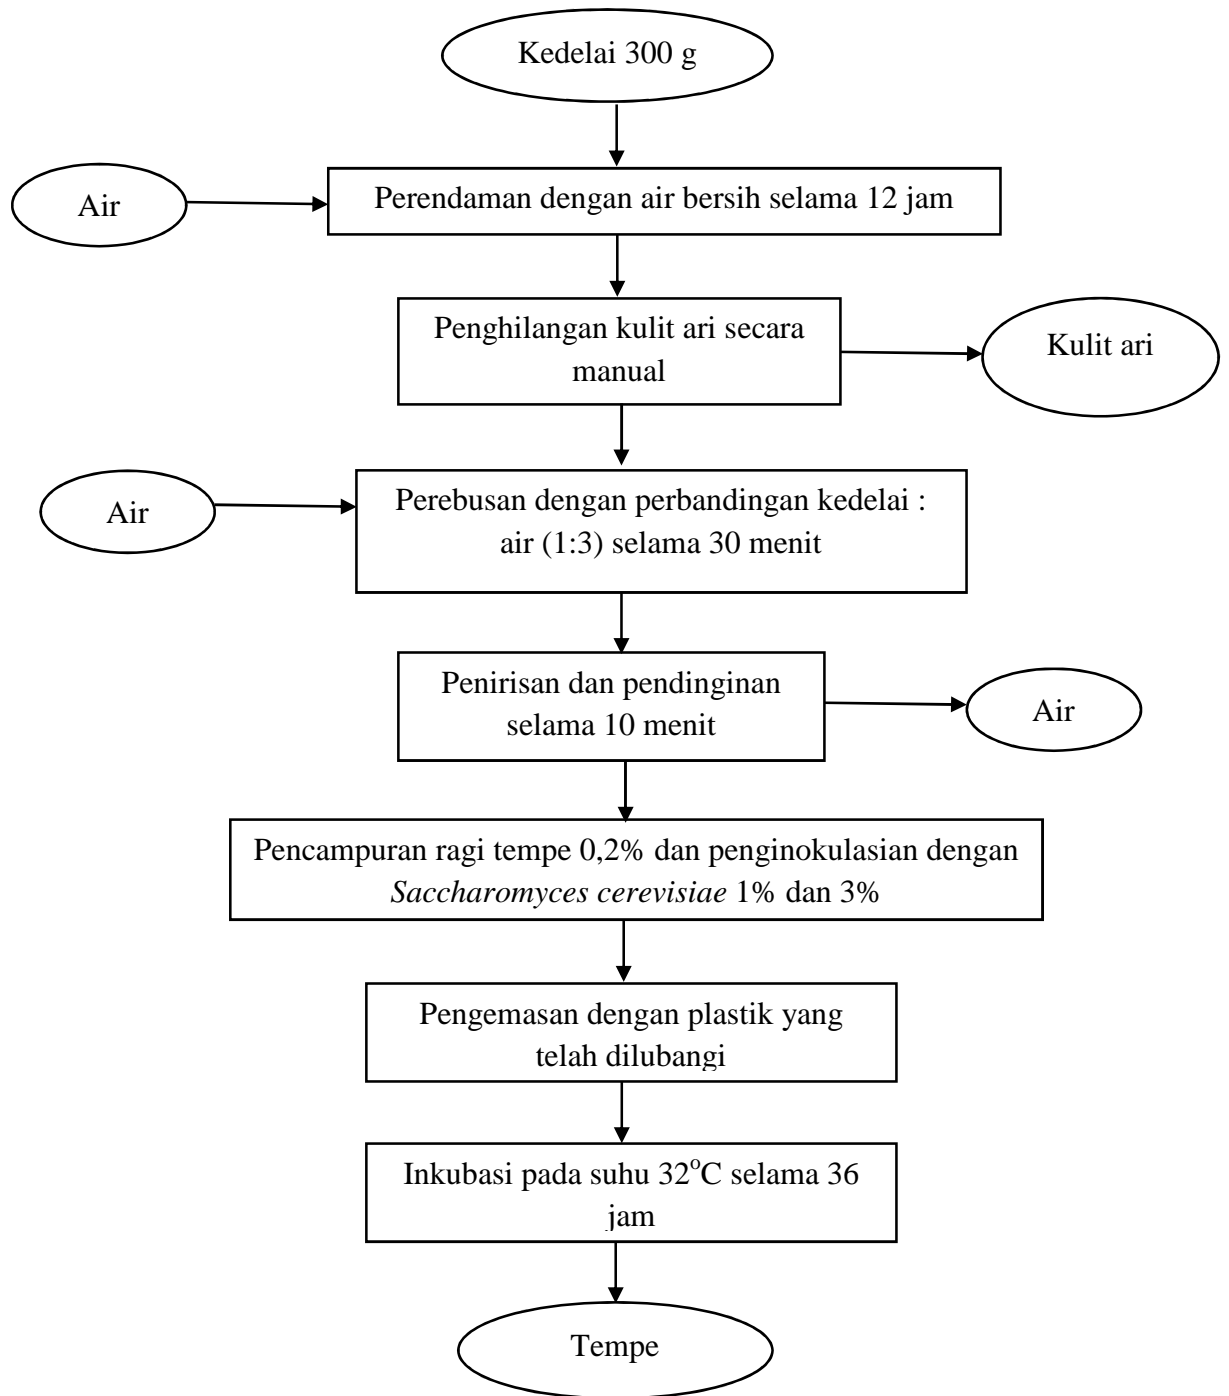 Kedelai 300 g
Air
Perendaman dengan air bersih selama 12 jam
Penghilangan kulit ari secara
manual
Kulit ari
Air
Perebusan dengan perbandingan kedelai :
air (1:3) selama 30 menit
Penirisan dan pendinginan
selama 10 menit
Air
Pencampuran ragi tempe 0,2% dan penginokulasian dengan
Saccharomyces cerevisiae 1% dan 3%
Pengemasan dengan plastik yang
telah dilubangi
Inkubasi pada suhu 32°C selama 36
jam
Tempe